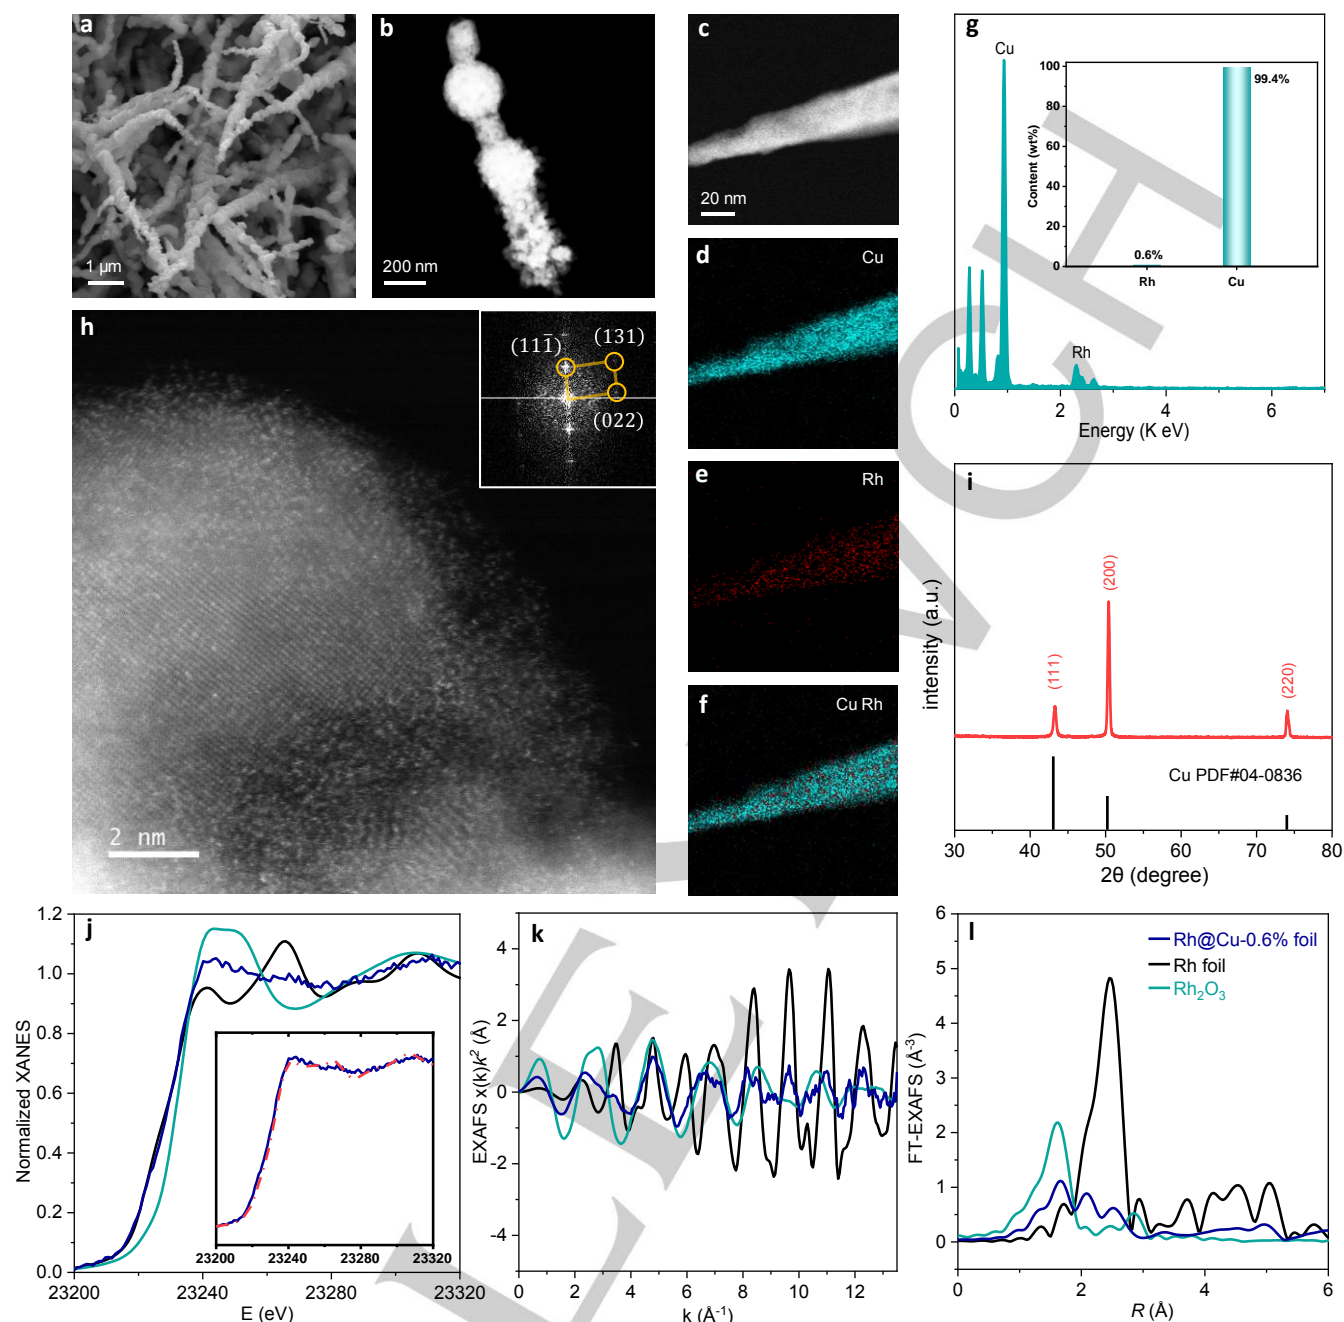 a
1 µm
b
200 nm
c
20 nm
d
Cu
e
Rh
f
Cu Rh
g
Cu
Rh
Content (wt%)
100
80
60
40
20
0
0.6%
99.4%
Rh
Cu
0
2
4
6
Energy (K eV)
h
(111̄)
(131)
(022)
2 nm
i
intensity (a.u.)
(111)
(200)
(220)
Cu PDF#04-0836
30
40
50
60
70
80
2θ (degree)
j
Normalized XANES
1.2
1.0
0.8
0.6
0.4
0.2
0.0
23200
23240
23280
23320
23200
23240
23280
23320
E (eV)
k
EXAFS x(k)k² (Å)
4
2
0
-2
-4
0
2
4
6
8
10
12
k (Å⁻¹)
l
FT-EXAFS (Å⁻³)
6
5
4
3
2
1
0
Rh@Cu-0.6% foil
Rh foil
Rh₂O₃
0
2
4
6
R (Å)